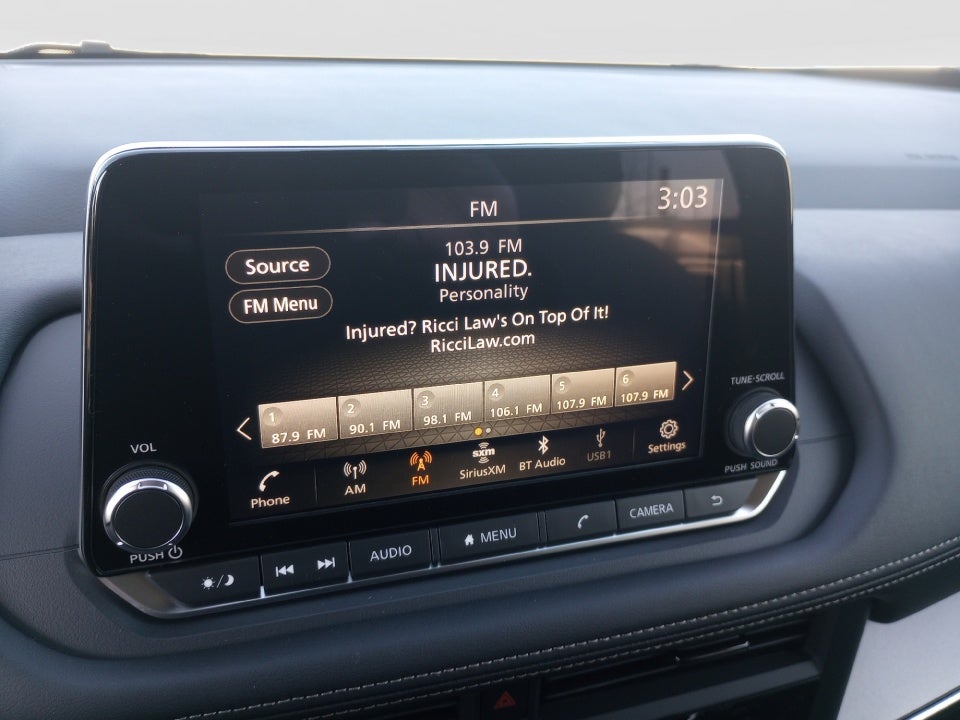 FM
3:03
Source
FM Menu
103.9 FM
INJURED.
Personality
Injured? Ricci Law's On Top Of It!
RicciLaw.com
1 87.9 FM
2 90.1 FM
3 98.1 FM
4 106.1 FM
5 107.9 FM
6 107.9 FM
Phone
AM
FM
sxm
SiriusXM
BT Audio
USB1
Settings
VOL
PUSH
TUNE·SCROLL
PUSH SOUND
AUDIO
MENU
CAMERA